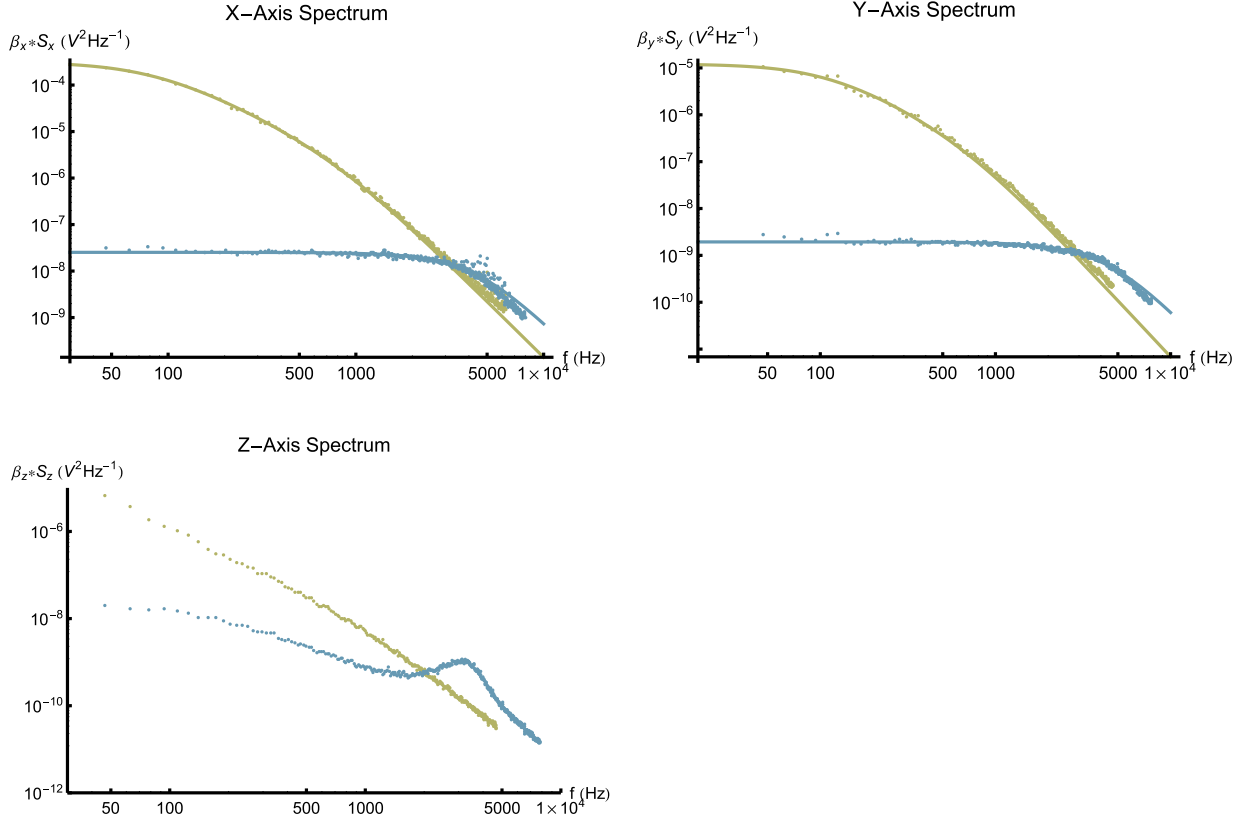 X−Axis Spectrum
βx*Sx (V²Hz⁻¹)
10⁻⁴
10⁻⁵
10⁻⁶
10⁻⁷
10⁻⁸
10⁻⁹
f (Hz)
50 100 500 1000 5000 1×10⁴
Y−Axis Spectrum
βy*Sy (V²Hz⁻¹)
10⁻⁵
10⁻⁶
10⁻⁷
10⁻⁸
10⁻⁹
10⁻¹⁰
f (Hz)
50 100 500 1000 5000 1×10⁴
Z−Axis Spectrum
βz*Sz (V²Hz⁻¹)
10⁻⁶
10⁻⁸
10⁻¹⁰
10⁻¹²
f (Hz)
50 100 500 1000 5000 1×10⁴